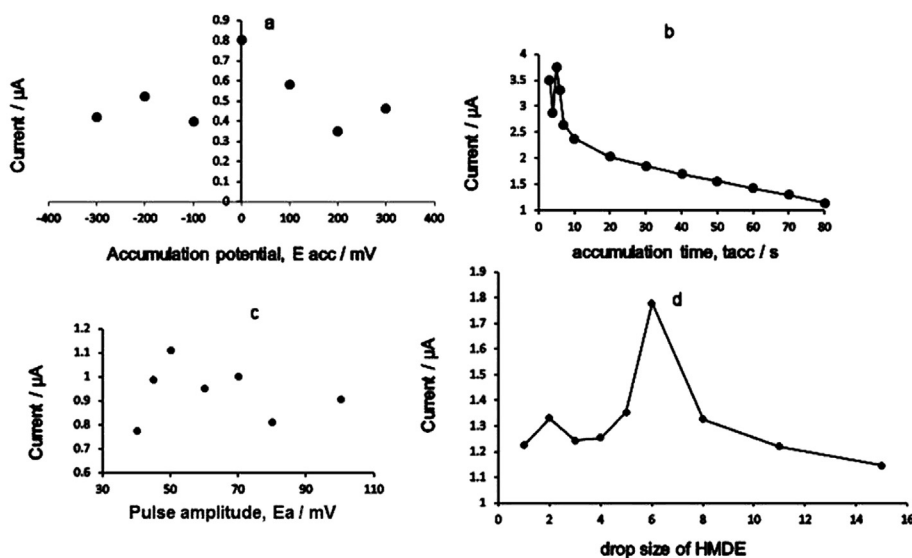 a
0.9
0.8
0.7
0.6
0.5
0.4
0.3
0.2
0.1
0
Current / µA
-400 -300 -200 -100 0 100 200 300 400
Accumulation potential, E acc / mV
b
4
3.5
3
2.5
2
1.5
1
Current / µA
0 10 20 30 40 50 60 70 80
accumulation time, tacc / s
c
1.2
1.1
1
0.9
0.8
0.7
0.6
Current / µA
30 50 70 90 110
Pulse amplitude, Ea / mV
d
1.9
1.8
1.7
1.6
1.5
1.4
1.3
1.2
1.1
1
Current / µA
0 2 4 6 8 10 12 14 16
drop size of HMDE